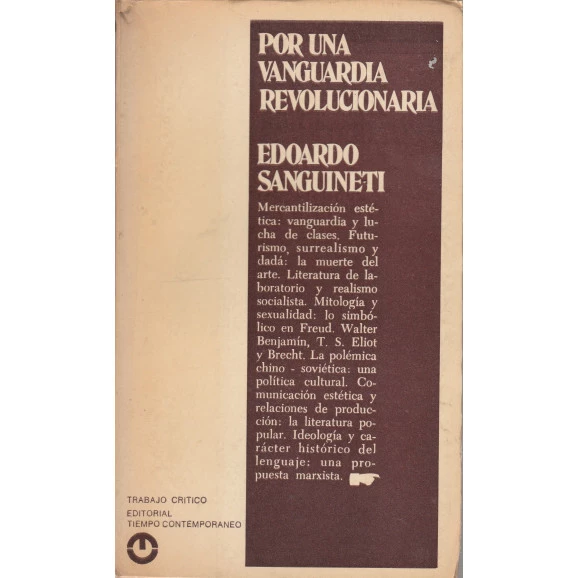 POR UNA
VANGUARDIA
REVOLUCIONARIA
EDOARDO
SANGUINETI
Mercantilización esté-
tica: vanguardia y lu-
cha de clases. Futu-
rismo, surrealismo y
dadá: la muerte del
arte. Literatura de la-
boratorio y realismo
socialista. Mitología y
sexualidad: lo simbó-
lico en Freud. Walter
Benjamín, T. S. Eliot
y Brecht. La polémica
chino - soviética: una
política cultural. Co-
municación estética y
relaciones de produc-
ción: la literatura po-
pular. Ideología y ca-
rácter histórico del
lenguaje: una pro-
puesta marxista.
TRABAJO CRITICO
EDITORIAL
TIEMPO CONTEMPORANEO